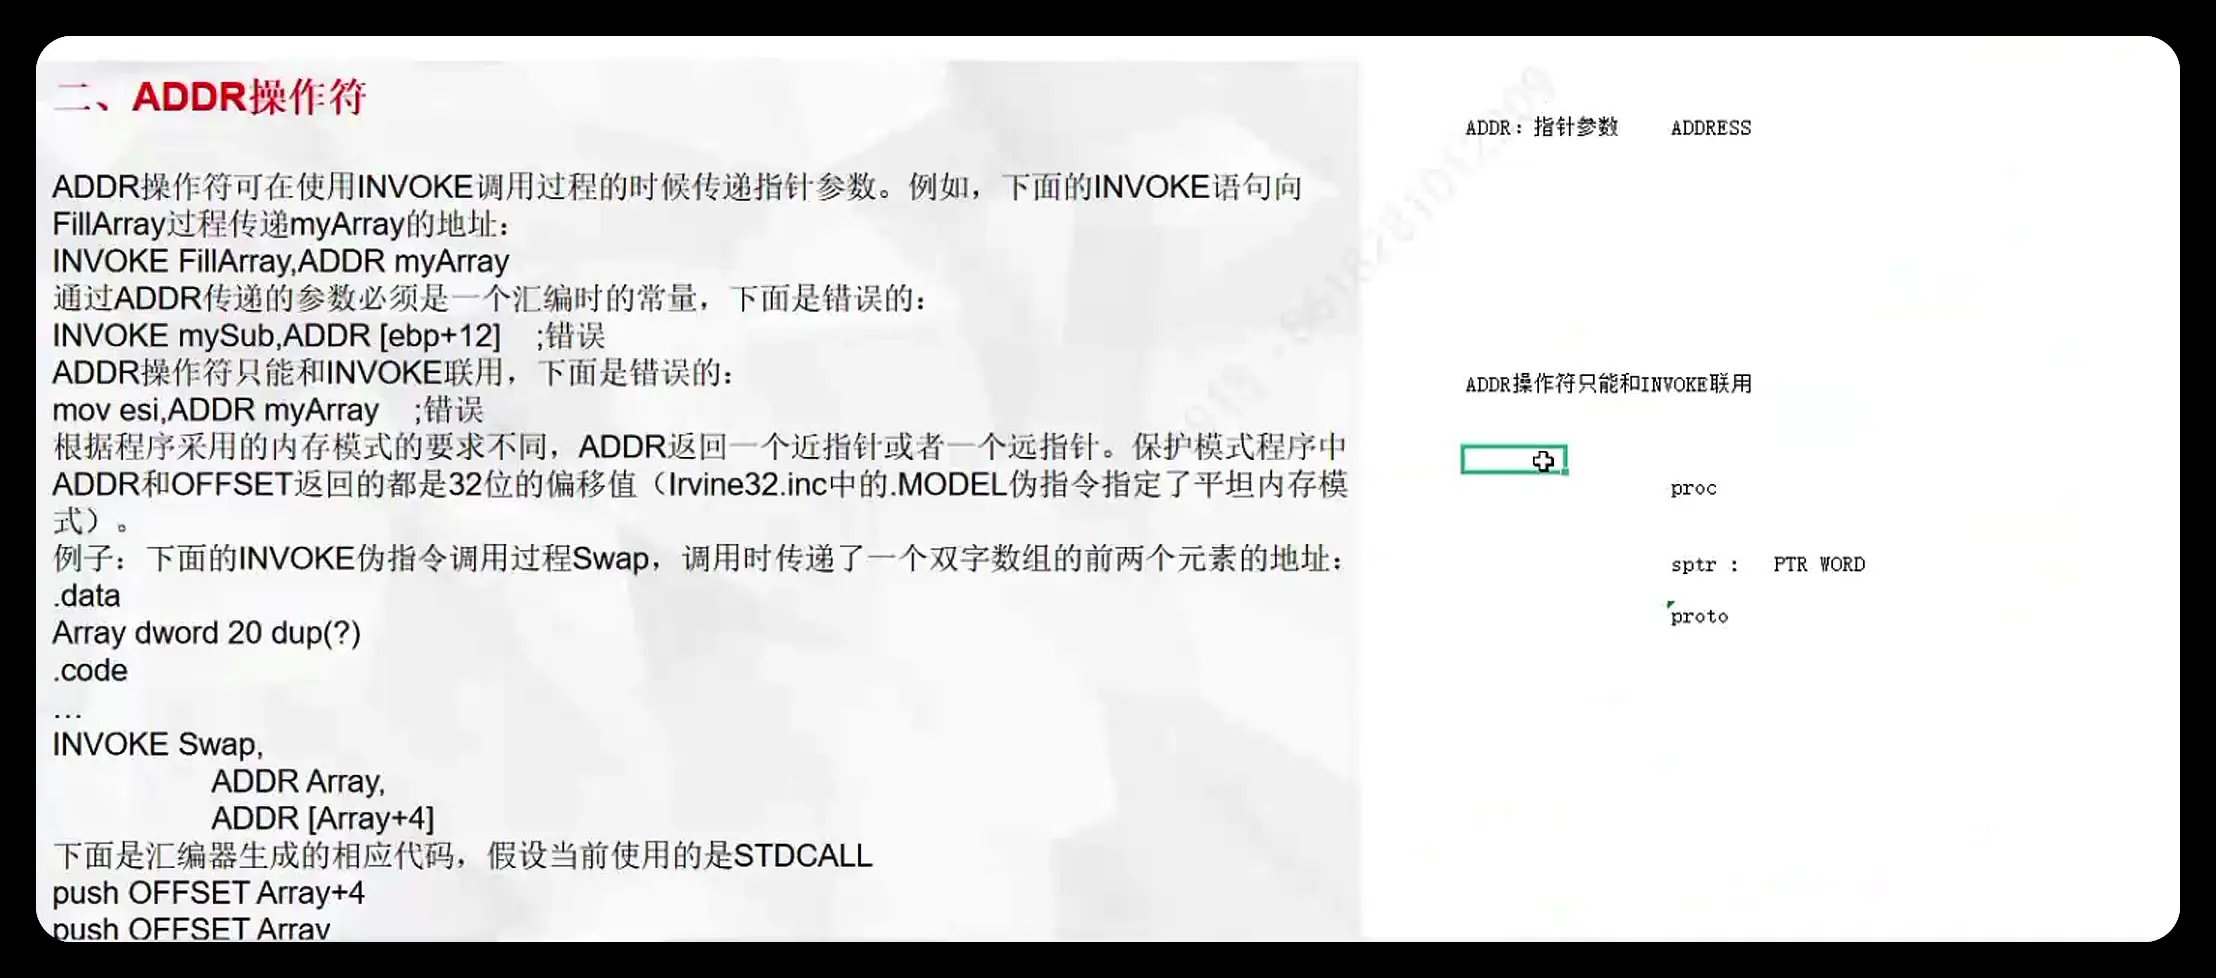 二、ADDR操作符
ADDR操作符可在使用INVOKE调用过程的时候传递指针参数。例如，下面的INVOKE语句向
FillArray过程传递myArray的地址：
INVOKE FillArray,ADDR myArray
通过ADDR传递的参数必须是一个汇编时的常量，下面是错误的：
INVOKE mySub,ADDR [ebp+12] ;错误
ADDR操作符只能和INVOKE联用，下面是错误的：
mov esi,ADDR myArray ;错误
根据程序采用的内存模式的要求不同，ADDR返回一个近指针或者一个远指针。保护模式程序中
ADDR和OFFSET返回的都是32位的偏移值（Irvine32.inc中的.MODEL伪指令指定了平坦内存模
式）。
例子：下面的INVOKE伪指令调用过程Swap，调用时传递了一个双字数组的前两个元素的地址：
.data
Array dword 20 dup(?)
.code
...
INVOKE Swap,
ADDR Array,
ADDR [Array+4]
下面是汇编器生成的相应代码，假设当前使用的是STDCALL
push OFFSET Array+4
push OFFSET Array
ADDR：指针参数 ADDRESS
ADDR操作符只能和INVOKE联用
proc
sptr : PTR WORD
proto